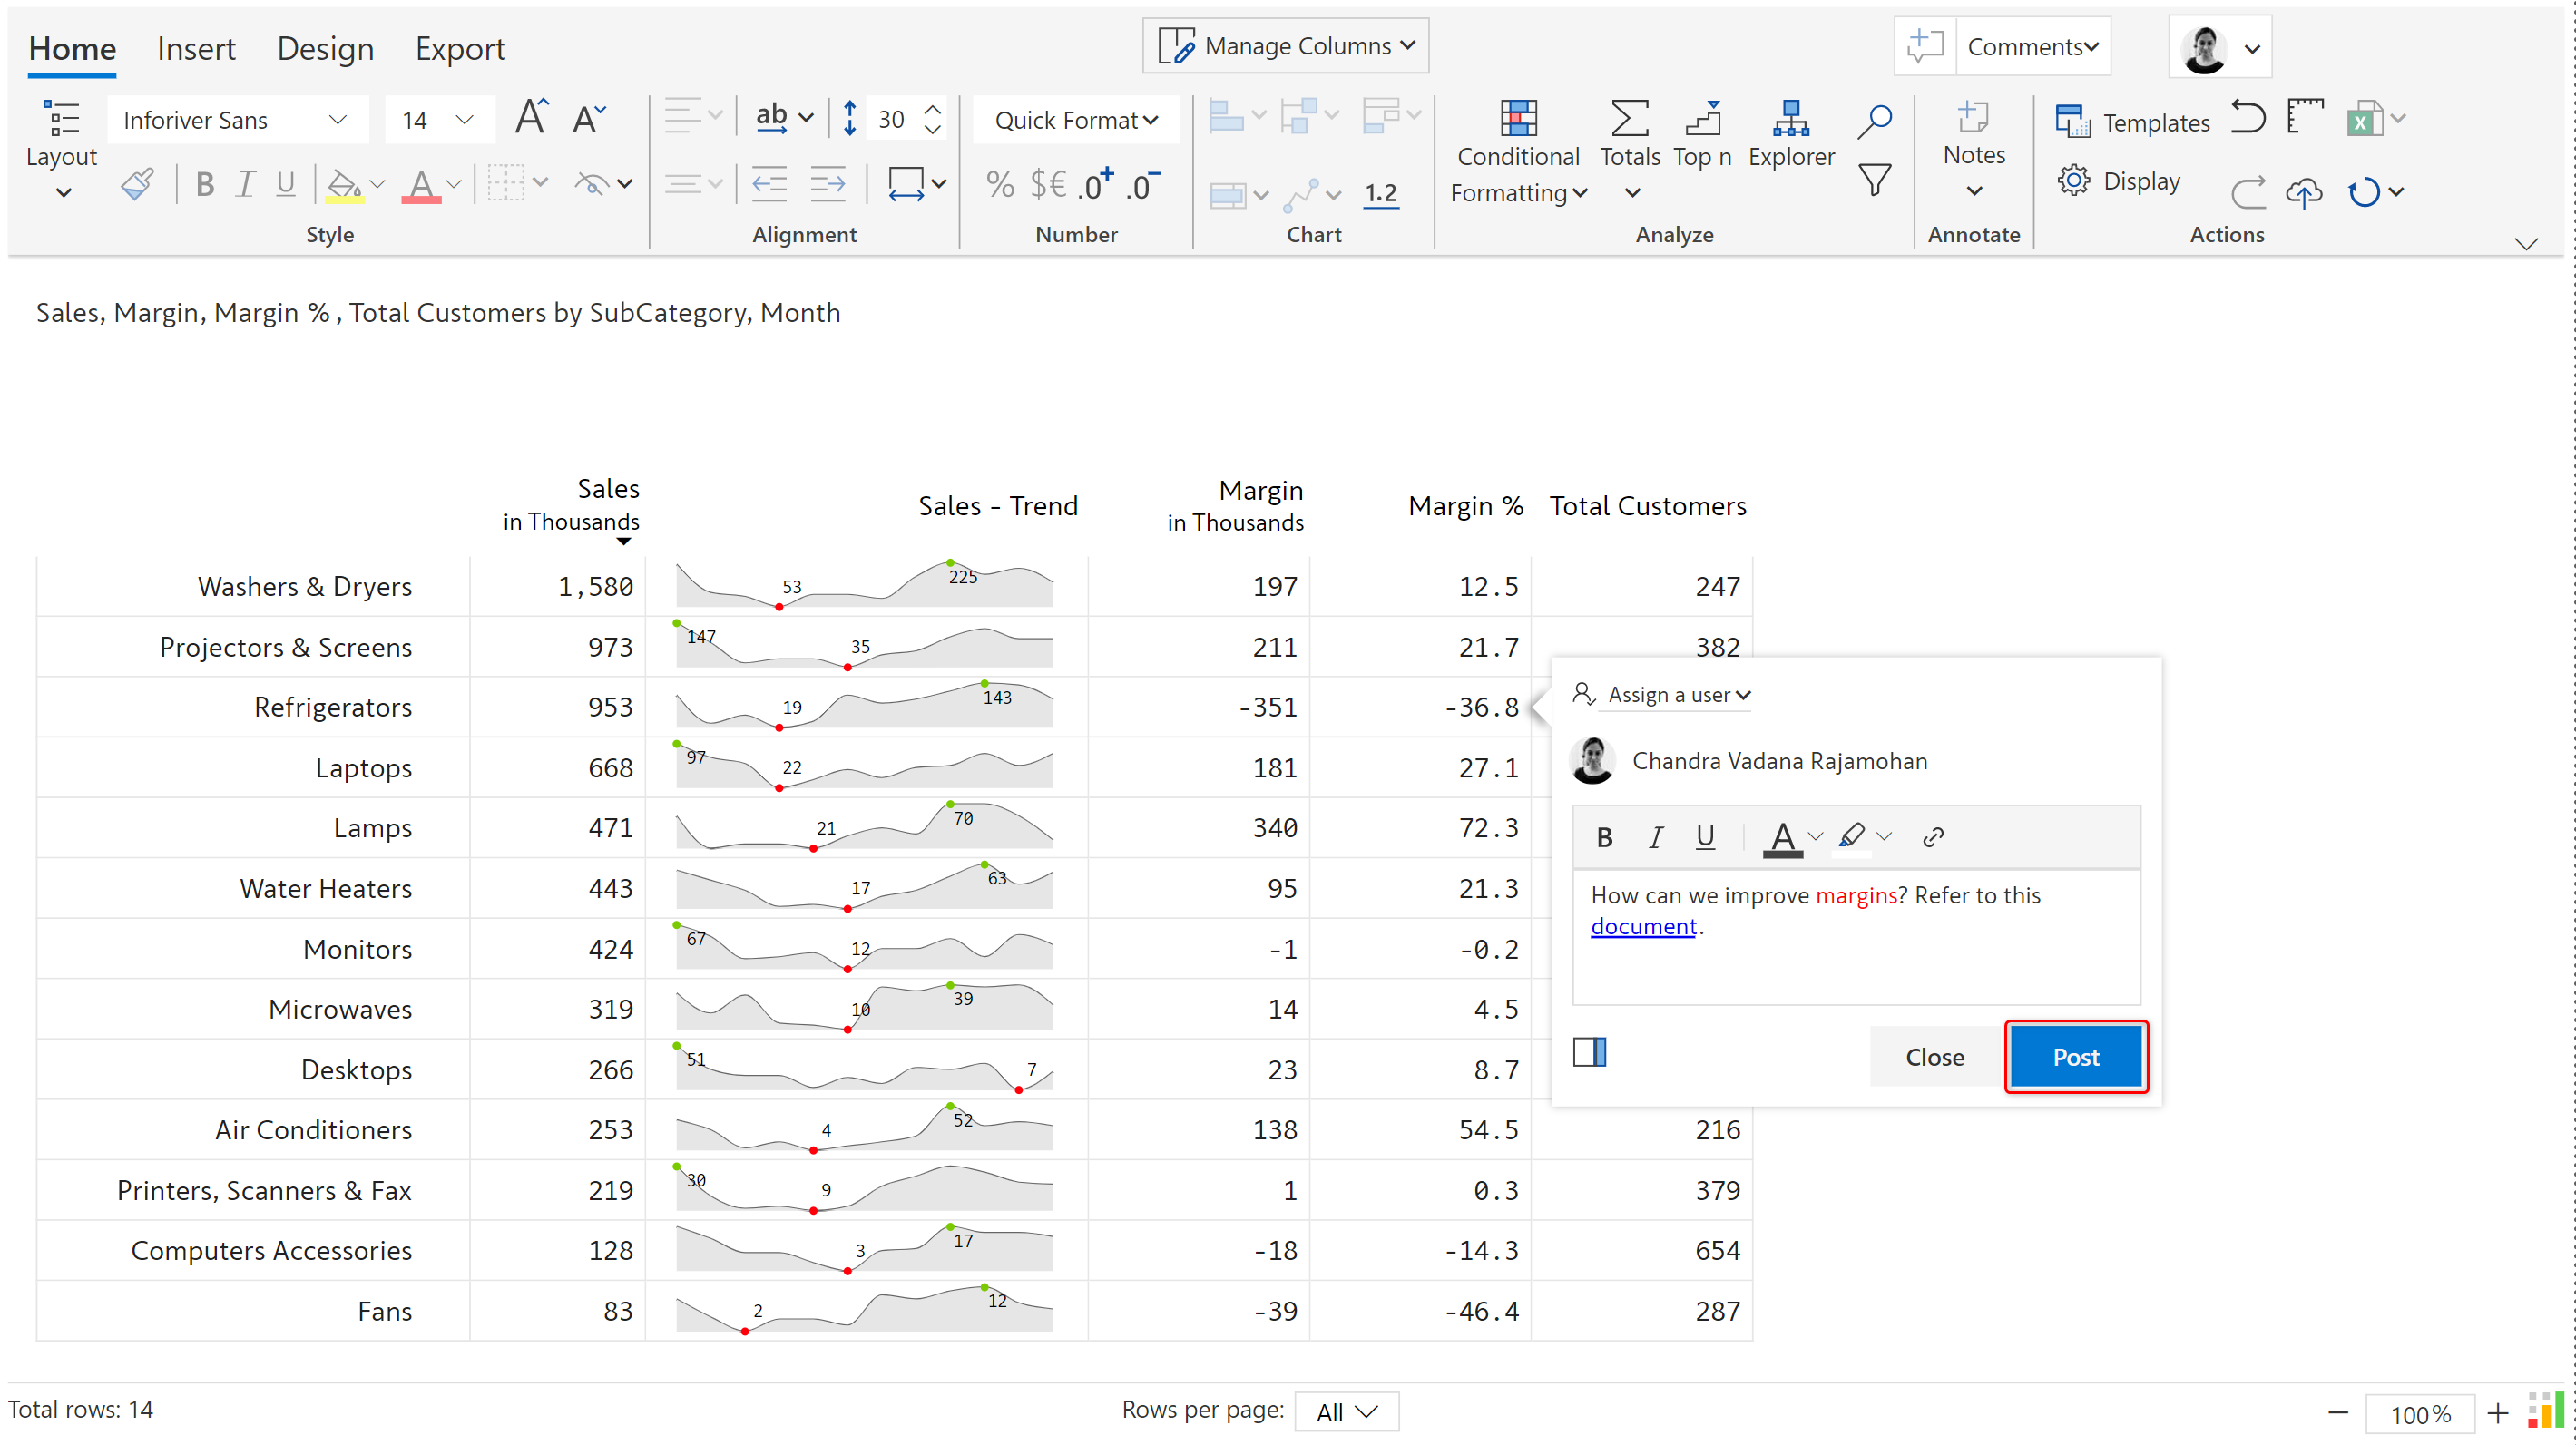 Home Insert Design Export Manage Columns Comments
Inforiver Sans 14 A A ab 30 Quick Format Templates
Layout Conditional Totals Top n Explorer Notes
B I U A % $€ .0+ .0- 1.2 Formatting Display
Style Alignment Number Chart Analyze Annotate Actions
Sales, Margin, Margin % , Total Customers by SubCategory, Month
Sales Sales - Trend Margin Margin % Total Customers
in Thousands in Thousands
Washers & Dryers 1,580 53 225 197 12.5 247
Projectors & Screens 973 147 35 211 21.7 382
Refrigerators 953 19 143 -351 -36.8
Laptops 668 97 22 181 27.1
Lamps 471 21 70 340 72.3
Water Heaters 443 17 63 95 21.3
Monitors 424 67 12 -1 -0.2
Microwaves 319 10 39 14 4.5
Desktops 266 51 7 23 8.7
Air Conditioners 253 4 52 138 54.5 216
Printers, Scanners & Fax 219 30 9 1 0.3 379
Computers Accessories 128 3 17 -18 -14.3 654
Fans 83 2 12 -39 -46.4 287
Assign a user
Chandra Vadana Rajamohan
B I U A
How can we improve margins? Refer to this
document.
Close Post
Total rows: 14 Rows per page: All 100%